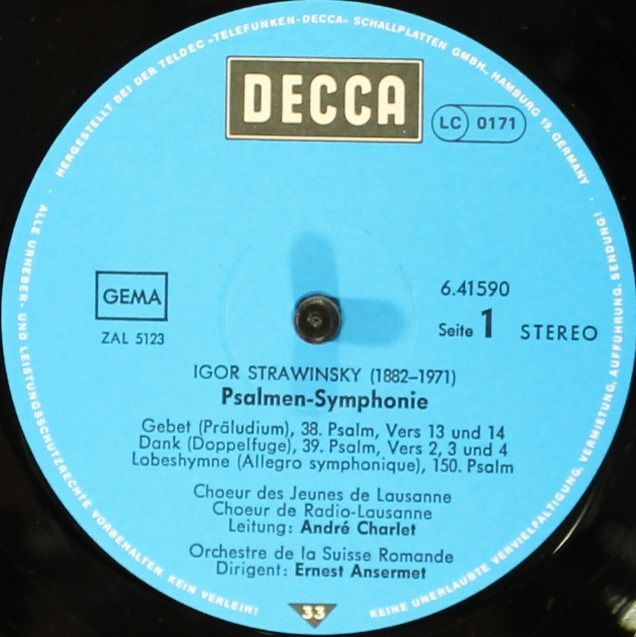 HERGESTELLT BEI DER TELDEC »TELEFUNKEN-DECCA« SCHALLPLATTEN GMBH., HAMBURG 19, GERMANY
DECCA
LC 0171
GEMA
ZAL 5123
6.41590
Seite 1 STEREO
IGOR STRAWINSKY (1882–1971)
Psalmen-Symphonie
Gebet (Präludium), 38. Psalm, Vers 13 und 14
Dank (Doppelfuge), 39. Psalm, Vers 2, 3 und 4
Lobeshymne (Allegro symphonique), 150. Psalm
Choeur des Jeunes de Lausanne
Choeur de Radio-Lausanne
Leitung: André Charlet
Orchestre de la Suisse Romande
Dirigent: Ernest Ansermet
33
ALLE URHEBER- UND LEISTUNGSSCHUTZRECHTE VORBEHALTEN. KEIN VERLEIH!
KEINE UNERLAUBTE VERVIELFÄLTIGUNG, VERMIETUNG, AUFFÜHRUNG, SENDUNG!